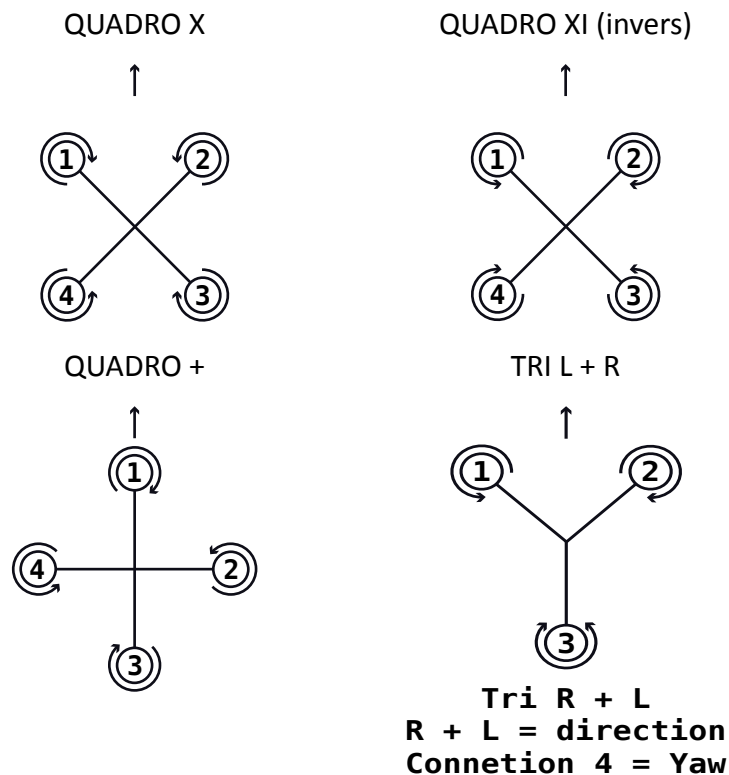 QUADRO X
QUADRO XI (invers)
1
2
4
3
1
2
4
3
QUADRO +
TRI L + R
1
4
2
3
1
2
3
Tri R + L
R + L = direction
Connetion 4 = Yaw